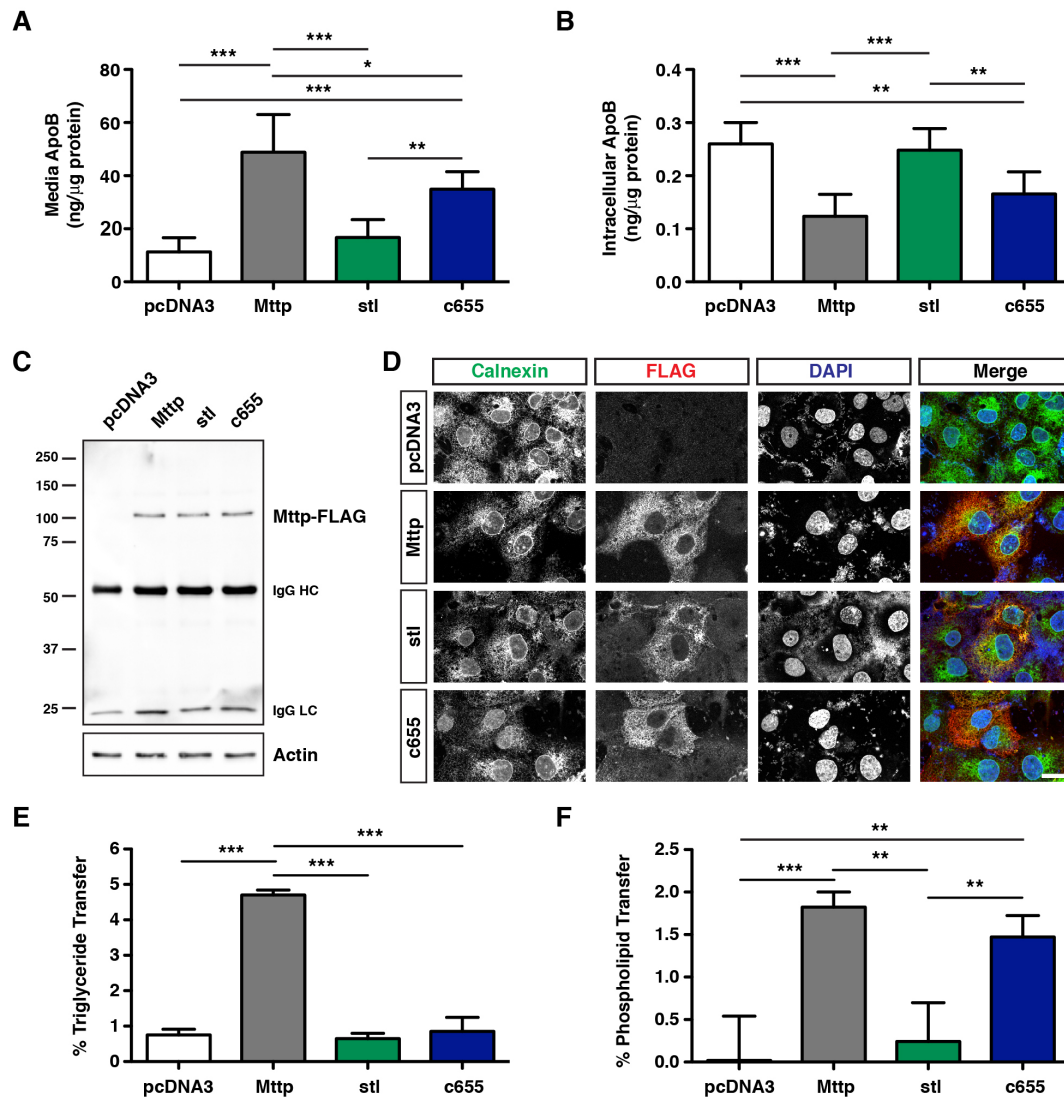 A
Media ApoB
(ng/µg protein)
80
60
40
20
0
***
***
*
***
**
pcDNA3 Mttp stl c655
B
Intracellular ApoB
(ng/µg protein)
0.4
0.3
0.2
0.1
0.0
***
***
**
**
pcDNA3 Mttp stl c655
C
pcDNA3 Mttp stl c655
250
150
100
75
50
37
25
Mttp-FLAG
IgG HC
IgG LC
Actin
D
Calnexin FLAG DAPI Merge
pcDNA3
Mttp
stl
c655
E
% Triglyceride Transfer
6
5
4
3
2
1
0
***
***
***
pcDNA3 Mttp stl c655
F
% Phospholipid Transfer
2.5
2.0
1.5
1.0
0.5
0.0
**
***
**
**
pcDNA3 Mttp stl c655